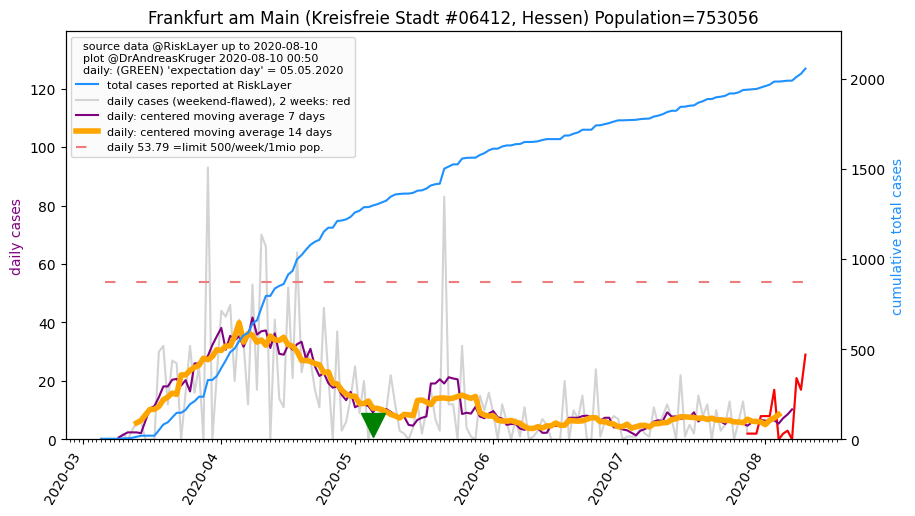 Frankfurt am Main (Kreisfreie Stadt #06412, Hessen) Population=753056
source data @RiskLayer up to 2020-08-10
plot @DrAndreasKruger 2020-08-10 00:50
daily: (GREEN) 'expectation day' = 05.05.2020
total cases reported at RiskLayer
daily cases (weekend-flawed), 2 weeks: red
daily: centered moving average 7 days
daily: centered moving average 14 days
daily 53.79 =limit 500/week/1mio pop.
daily cases
120
100
80
60
40
20
0
cumulative total cases
2000
1500
1000
500
0
2020-03
2020-04
2020-05
2020-06
2020-07
2020-08